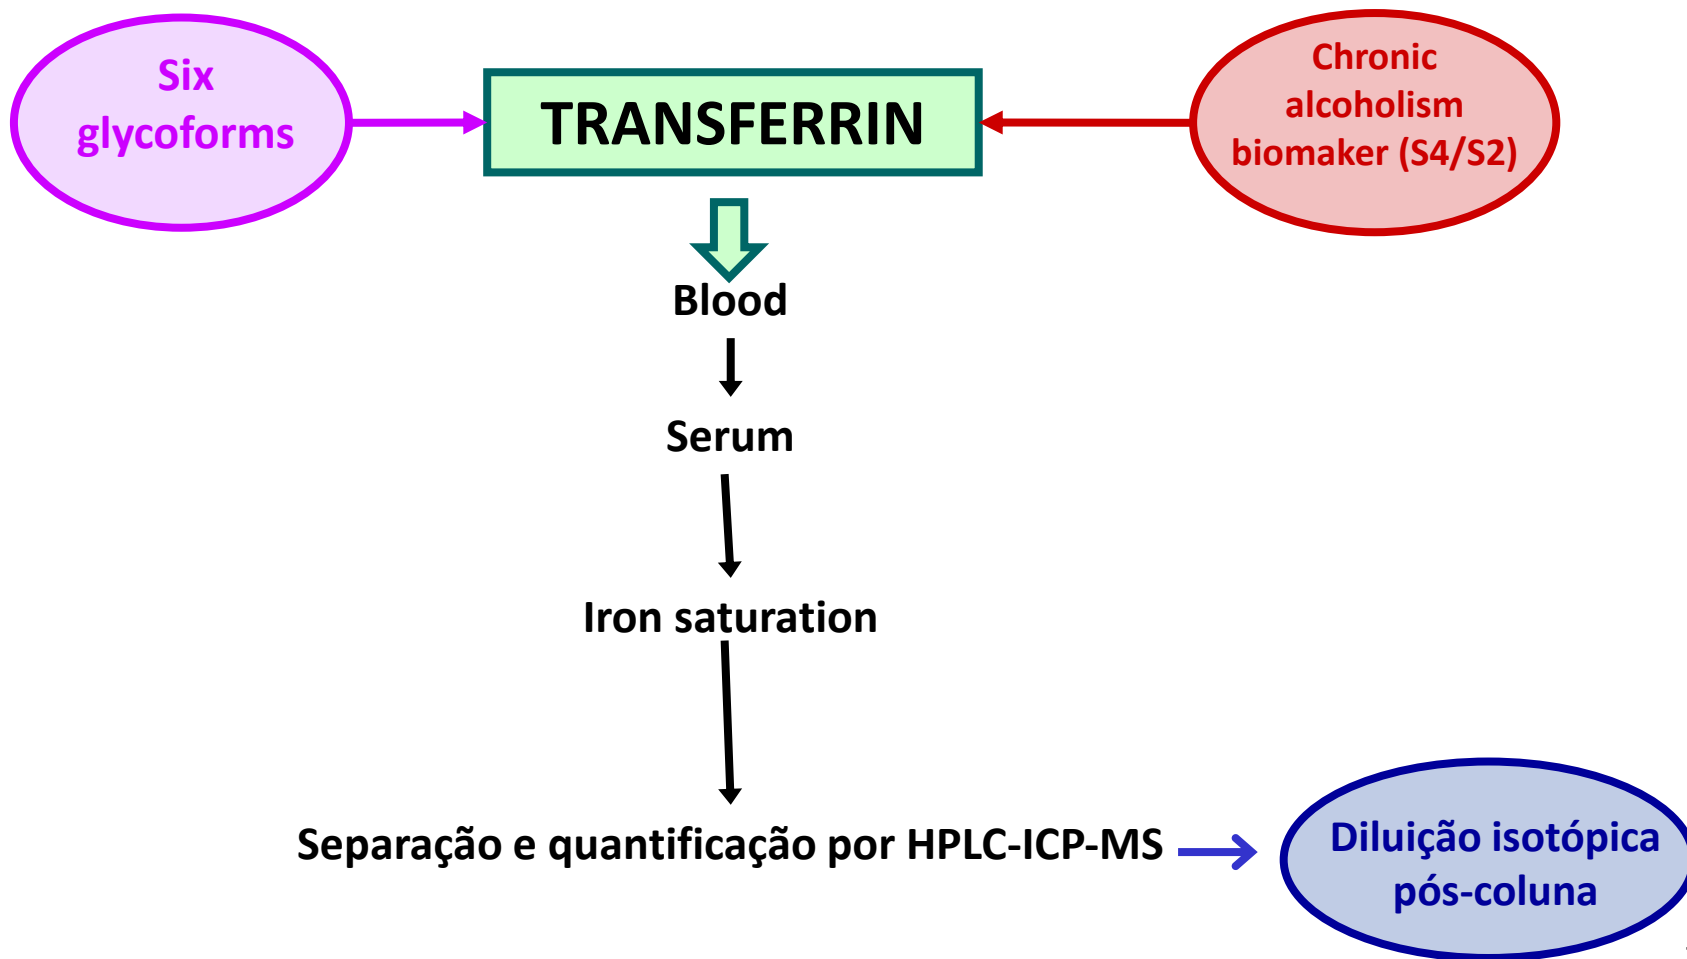 Six
glycoforms
TRANSFERRIN
Chronic
alcoholism
biomaker (S4/S2)
Blood
Serum
Iron saturation
Separação e quantificação por HPLC-ICP-MS
Diluição isotópica
pós-coluna